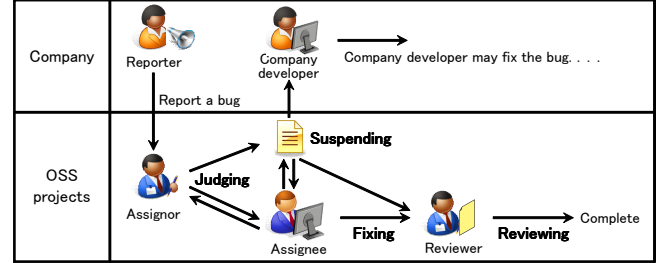 Company
Reporter
Company
developer
Company developer may fix the bug. . . .
Report a bug
OSS
projects
Suspending
Judging
Assignor
Assignee
Fixing
Reviewer
Reviewing
Complete